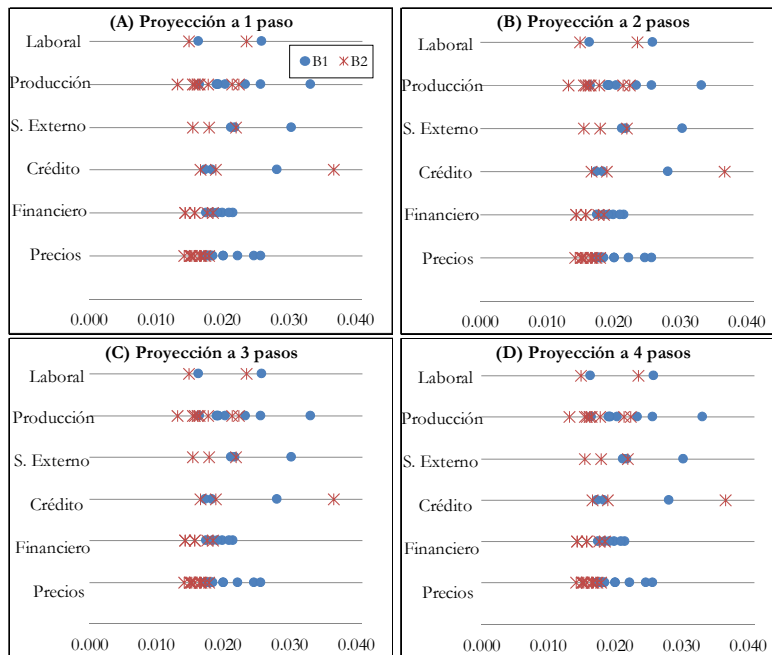 (A) Proyección a 1 paso
Laboral
B1 B2
Producción
S. Externo
Crédito
Financiero
Precios
0.000 0.010 0.020 0.030 0.040
(B) Proyección a 2 pasos
Laboral
Producción
S. Externo
Crédito
Financiero
Precios
0.000 0.010 0.020 0.030 0.040
(C) Proyección a 3 pasos
Laboral
Producción
S. Externo
Crédito
Financiero
Precios
0.000 0.010 0.020 0.030 0.040
(D) Proyección a 4 pasos
Laboral
Producción
S. Externo
Crédito
Financiero
Precios
0.000 0.010 0.020 0.030 0.040